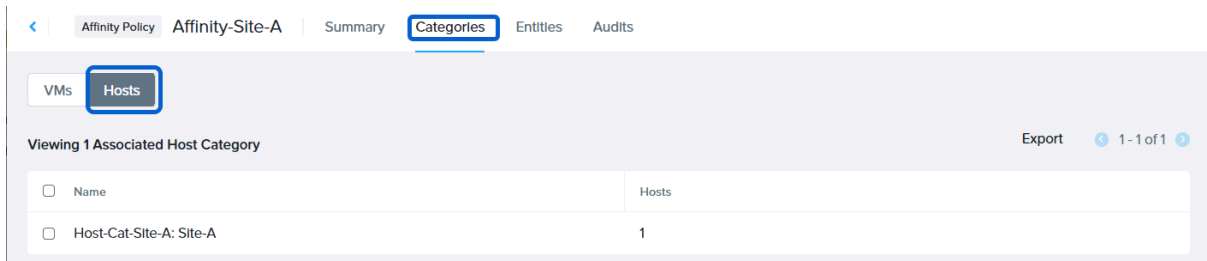 Affinity Policy Affinity-Site-A Summary Categories Entities Audits
VMs Hosts
Viewing 1 Associated Host Category Export 1 - 1 of 1
Name Hosts
Host-Cat-Site-A: Site-A 1